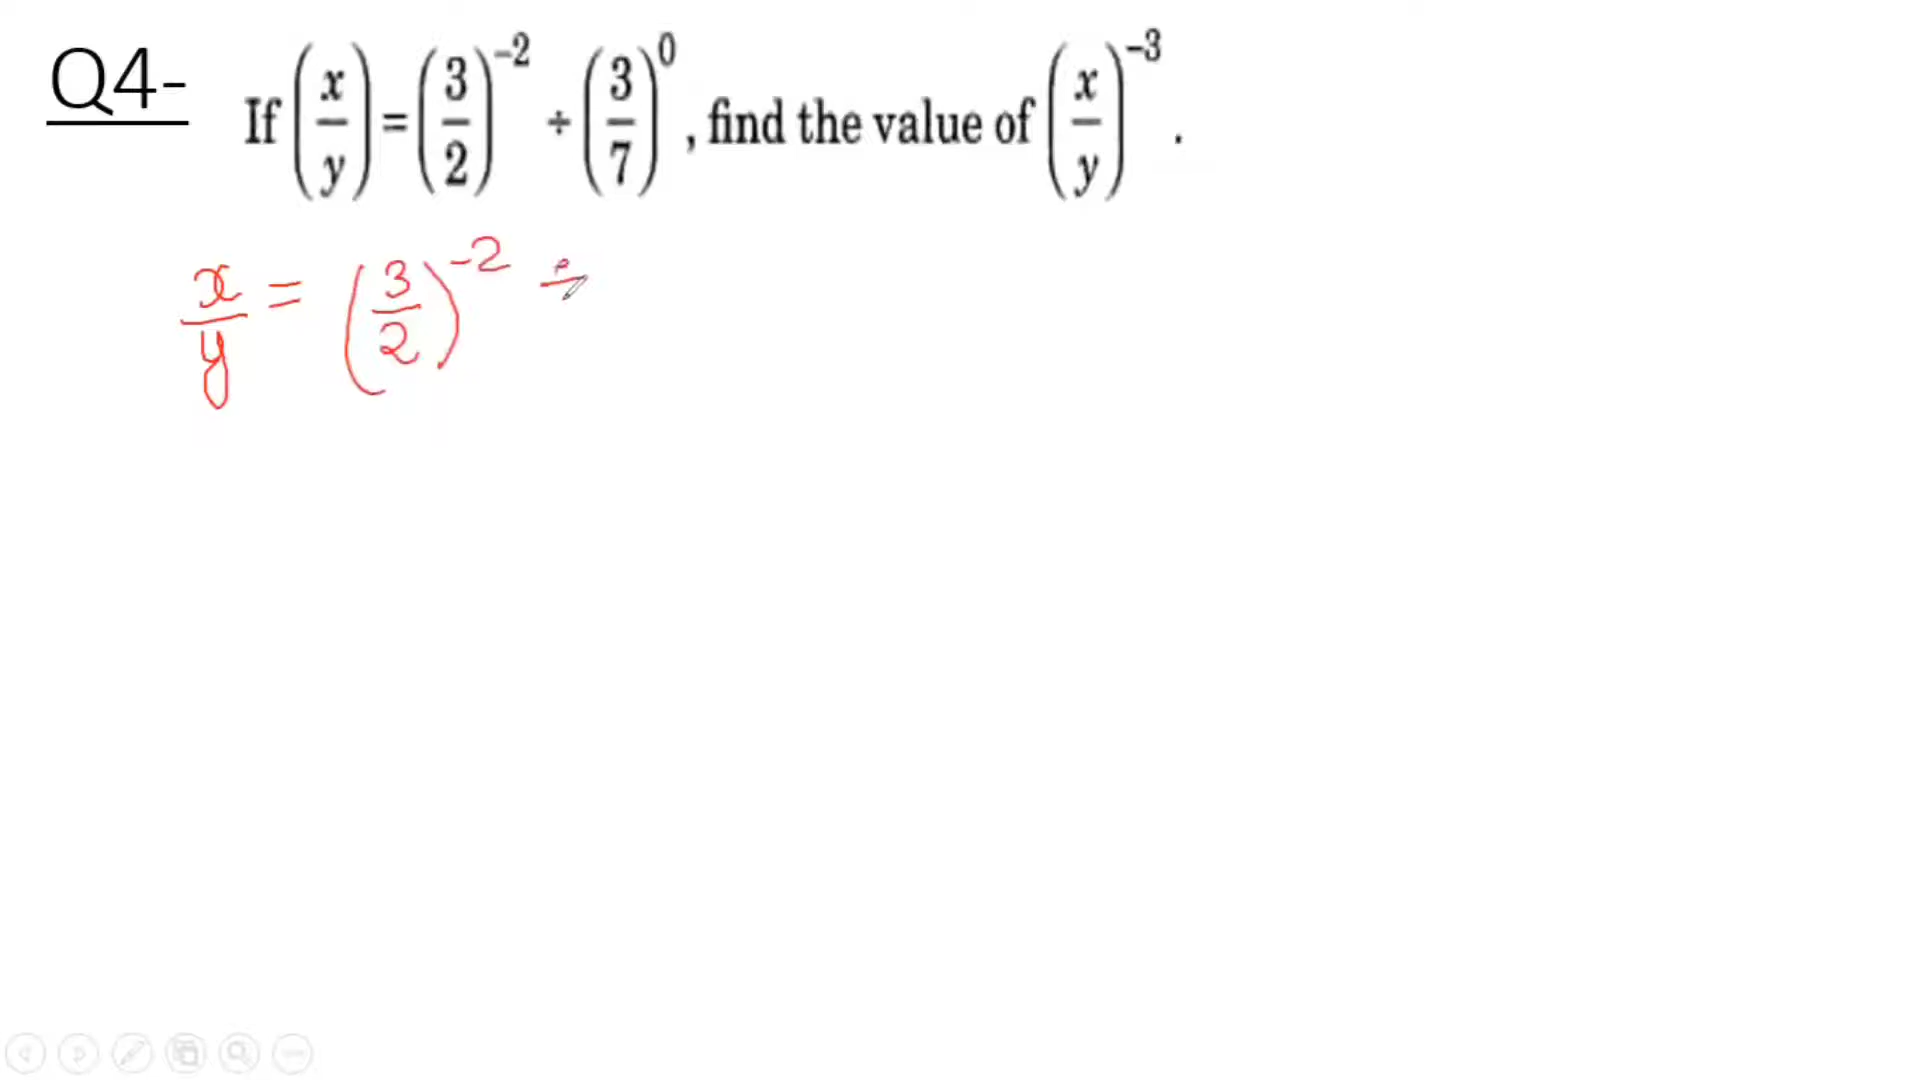 Q4- If (x/y) = (3/2)^-2 ÷ (3/7)^0 , find the value of (x/y)^-3 .
x/y = (3/2)^-2 ÷